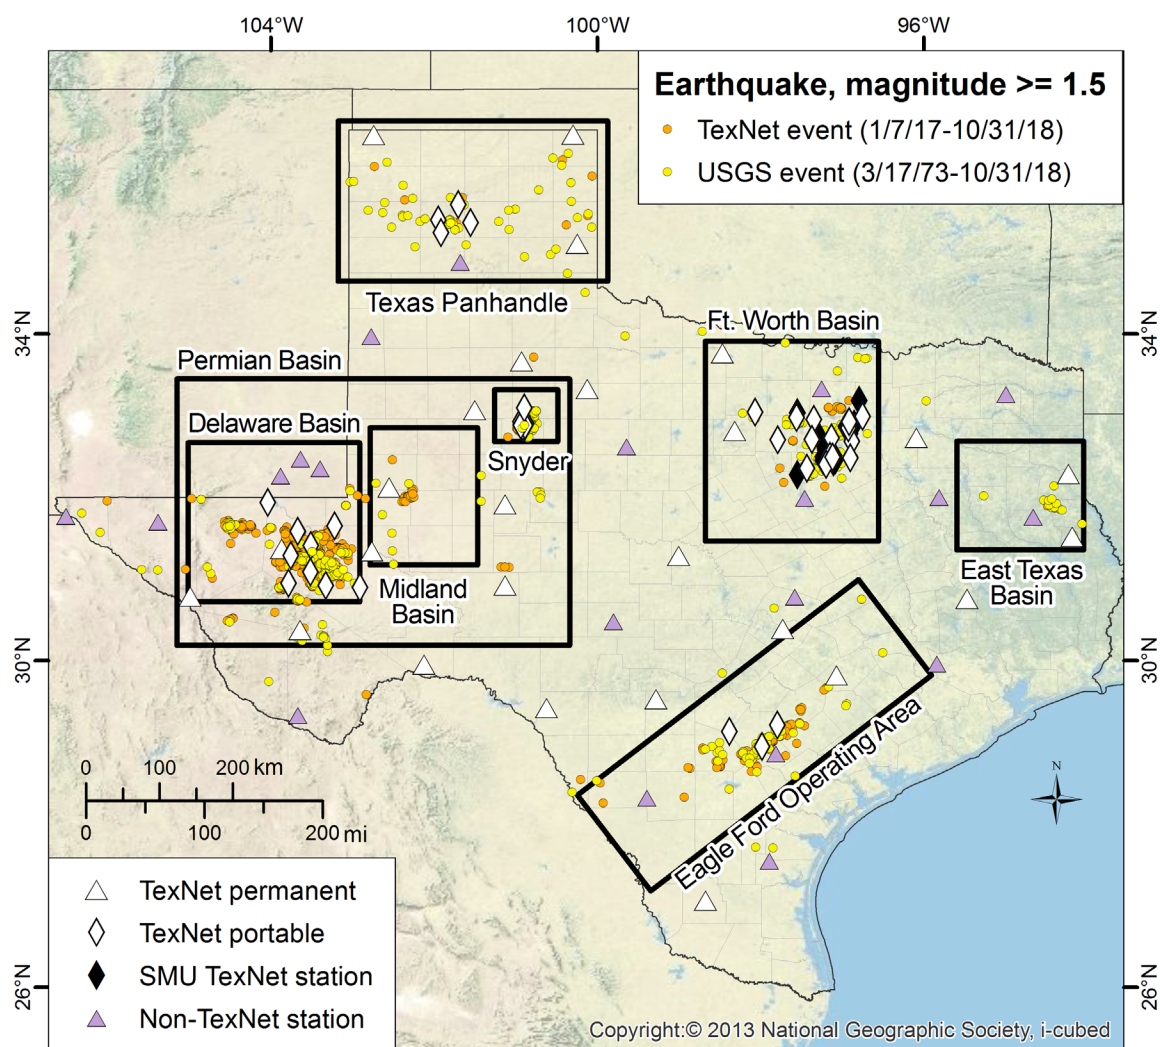 104°W
100°W
96°W
Earthquake, magnitude >= 1.5
TexNet event (1/7/17-10/31/18)
USGS event (3/17/73-10/31/18)
Texas Panhandle
34°N
34°N
Ft. Worth Basin
Permian Basin
Delaware Basin
Snyder
Midland
Basin
East Texas
Basin
30°N
30°N
Eagle Ford Operating Area
0 100 200 km
0 100 200 mi
N
TexNet permanent
TexNet portable
SMU TexNet station
Non-TexNet station
26°N
26°N
Copyright:© 2013 National Geographic Society, i-cubed